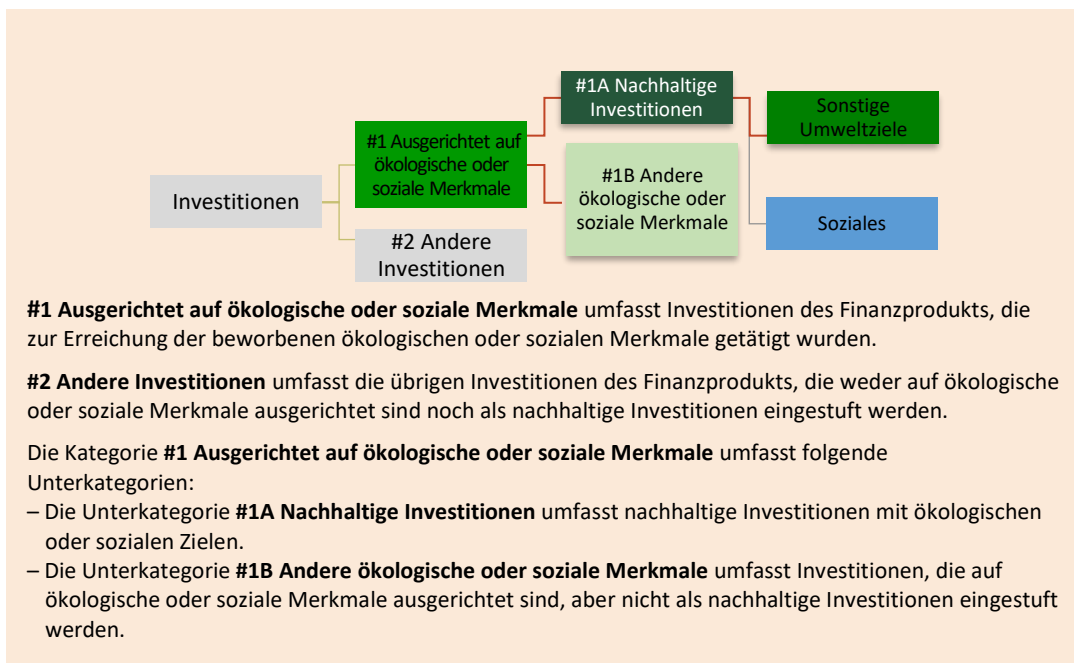 #1A Nachhaltige
Investitionen
Sonstige
Umweltziele
#1 Ausgerichtet auf
ökologische oder
soziale Merkmale
#1B Andere
ökologische oder
soziale Merkmale
Investitionen
Soziales
#2 Andere
Investitionen
#1 Ausgerichtet auf ökologische oder soziale Merkmale umfasst Investitionen des Finanzprodukts, die
zur Erreichung der beworbenen ökologischen oder sozialen Merkmale getätigt wurden.
#2 Andere Investitionen umfasst die übrigen Investitionen des Finanzprodukts, die weder auf ökologische
oder soziale Merkmale ausgerichtet sind noch als nachhaltige Investitionen eingestuft werden.
Die Kategorie #1 Ausgerichtet auf ökologische oder soziale Merkmale umfasst folgende
Unterkategorien:
– Die Unterkategorie #1A Nachhaltige Investitionen umfasst nachhaltige Investitionen mit ökologischen
oder sozialen Zielen.
– Die Unterkategorie #1B Andere ökologische oder soziale Merkmale umfasst Investitionen, die auf
ökologische oder soziale Merkmale ausgerichtet sind, aber nicht als nachhaltige Investitionen eingestuft
werden.